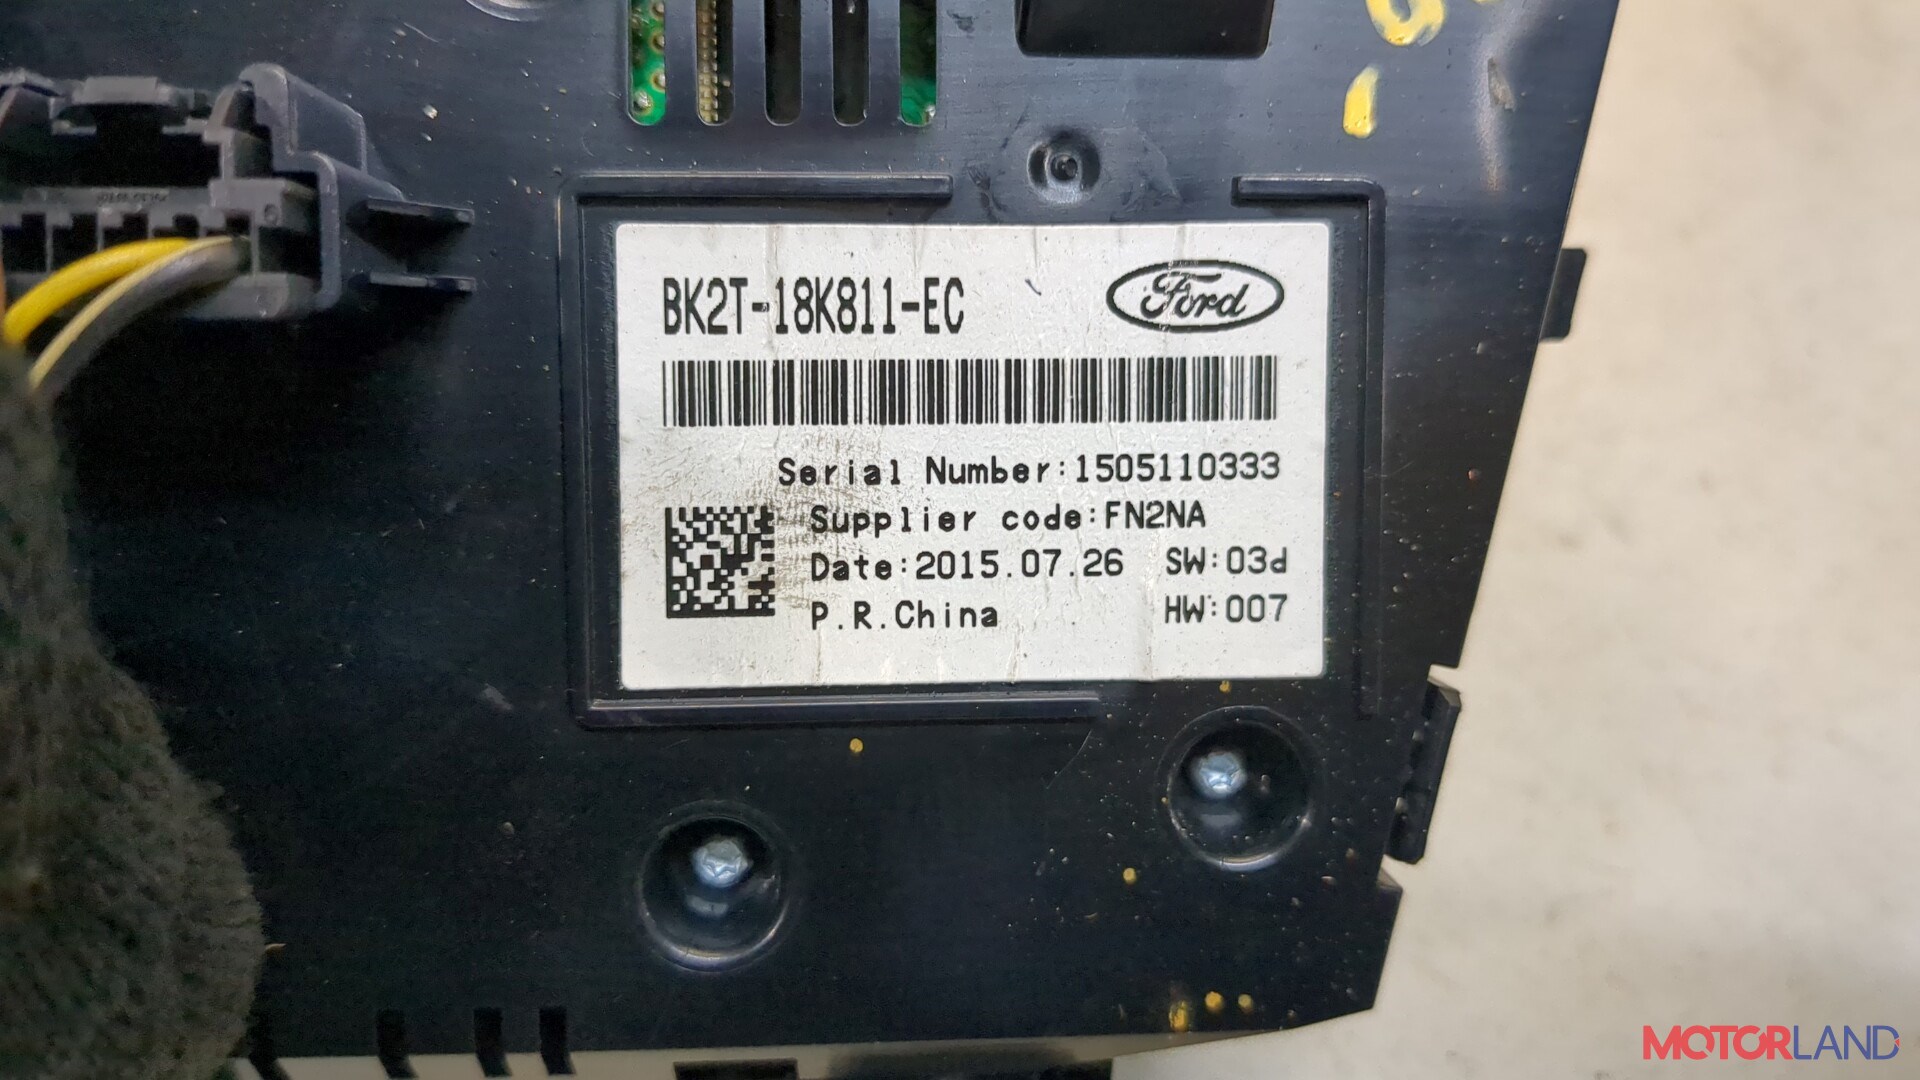 BK2T-18K811-EC
Ford
Serial Number:1505110333
Supplier code:FN2NA
Date:2015.07.26 SW:03d
P.R.China HW:007
MOTORLAND